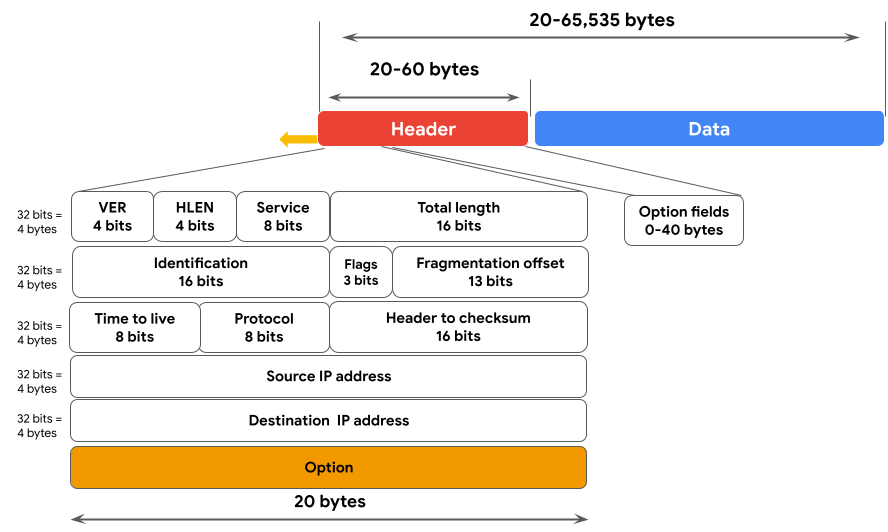 20-65,535 bytes
20-60 bytes
Header
Data
32 bits =
4 bytes
VER
4 bits
HLEN
4 bits
Service
8 bits
Total length
16 bits
Option fields
0-40 bytes
32 bits =
4 bytes
Identification
16 bits
Flags
3 bits
Fragmentation offset
13 bits
32 bits =
4 bytes
Time to live
8 bits
Protocol
8 bits
Header to checksum
16 bits
32 bits =
4 bytes
Source IP address
32 bits =
4 bytes
Destination IP address
Option
20 bytes